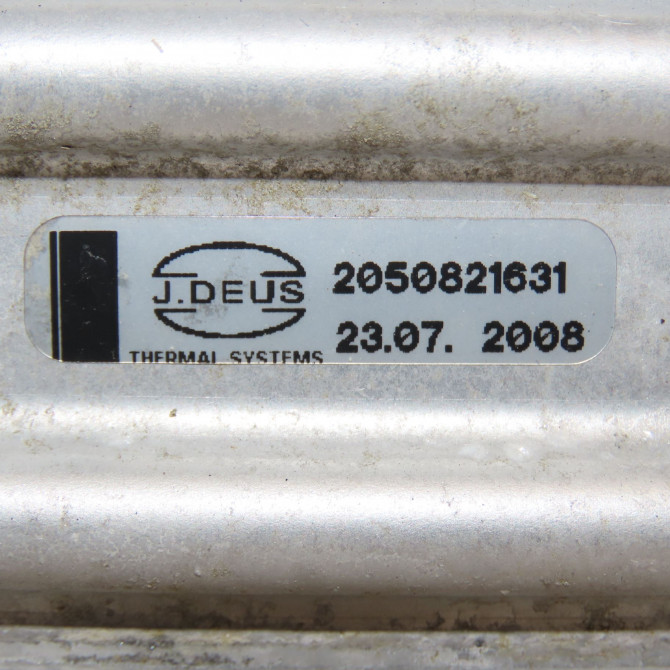 J.DEUS
THERMAL SYSTEMS
2050821631
23.07. 2008